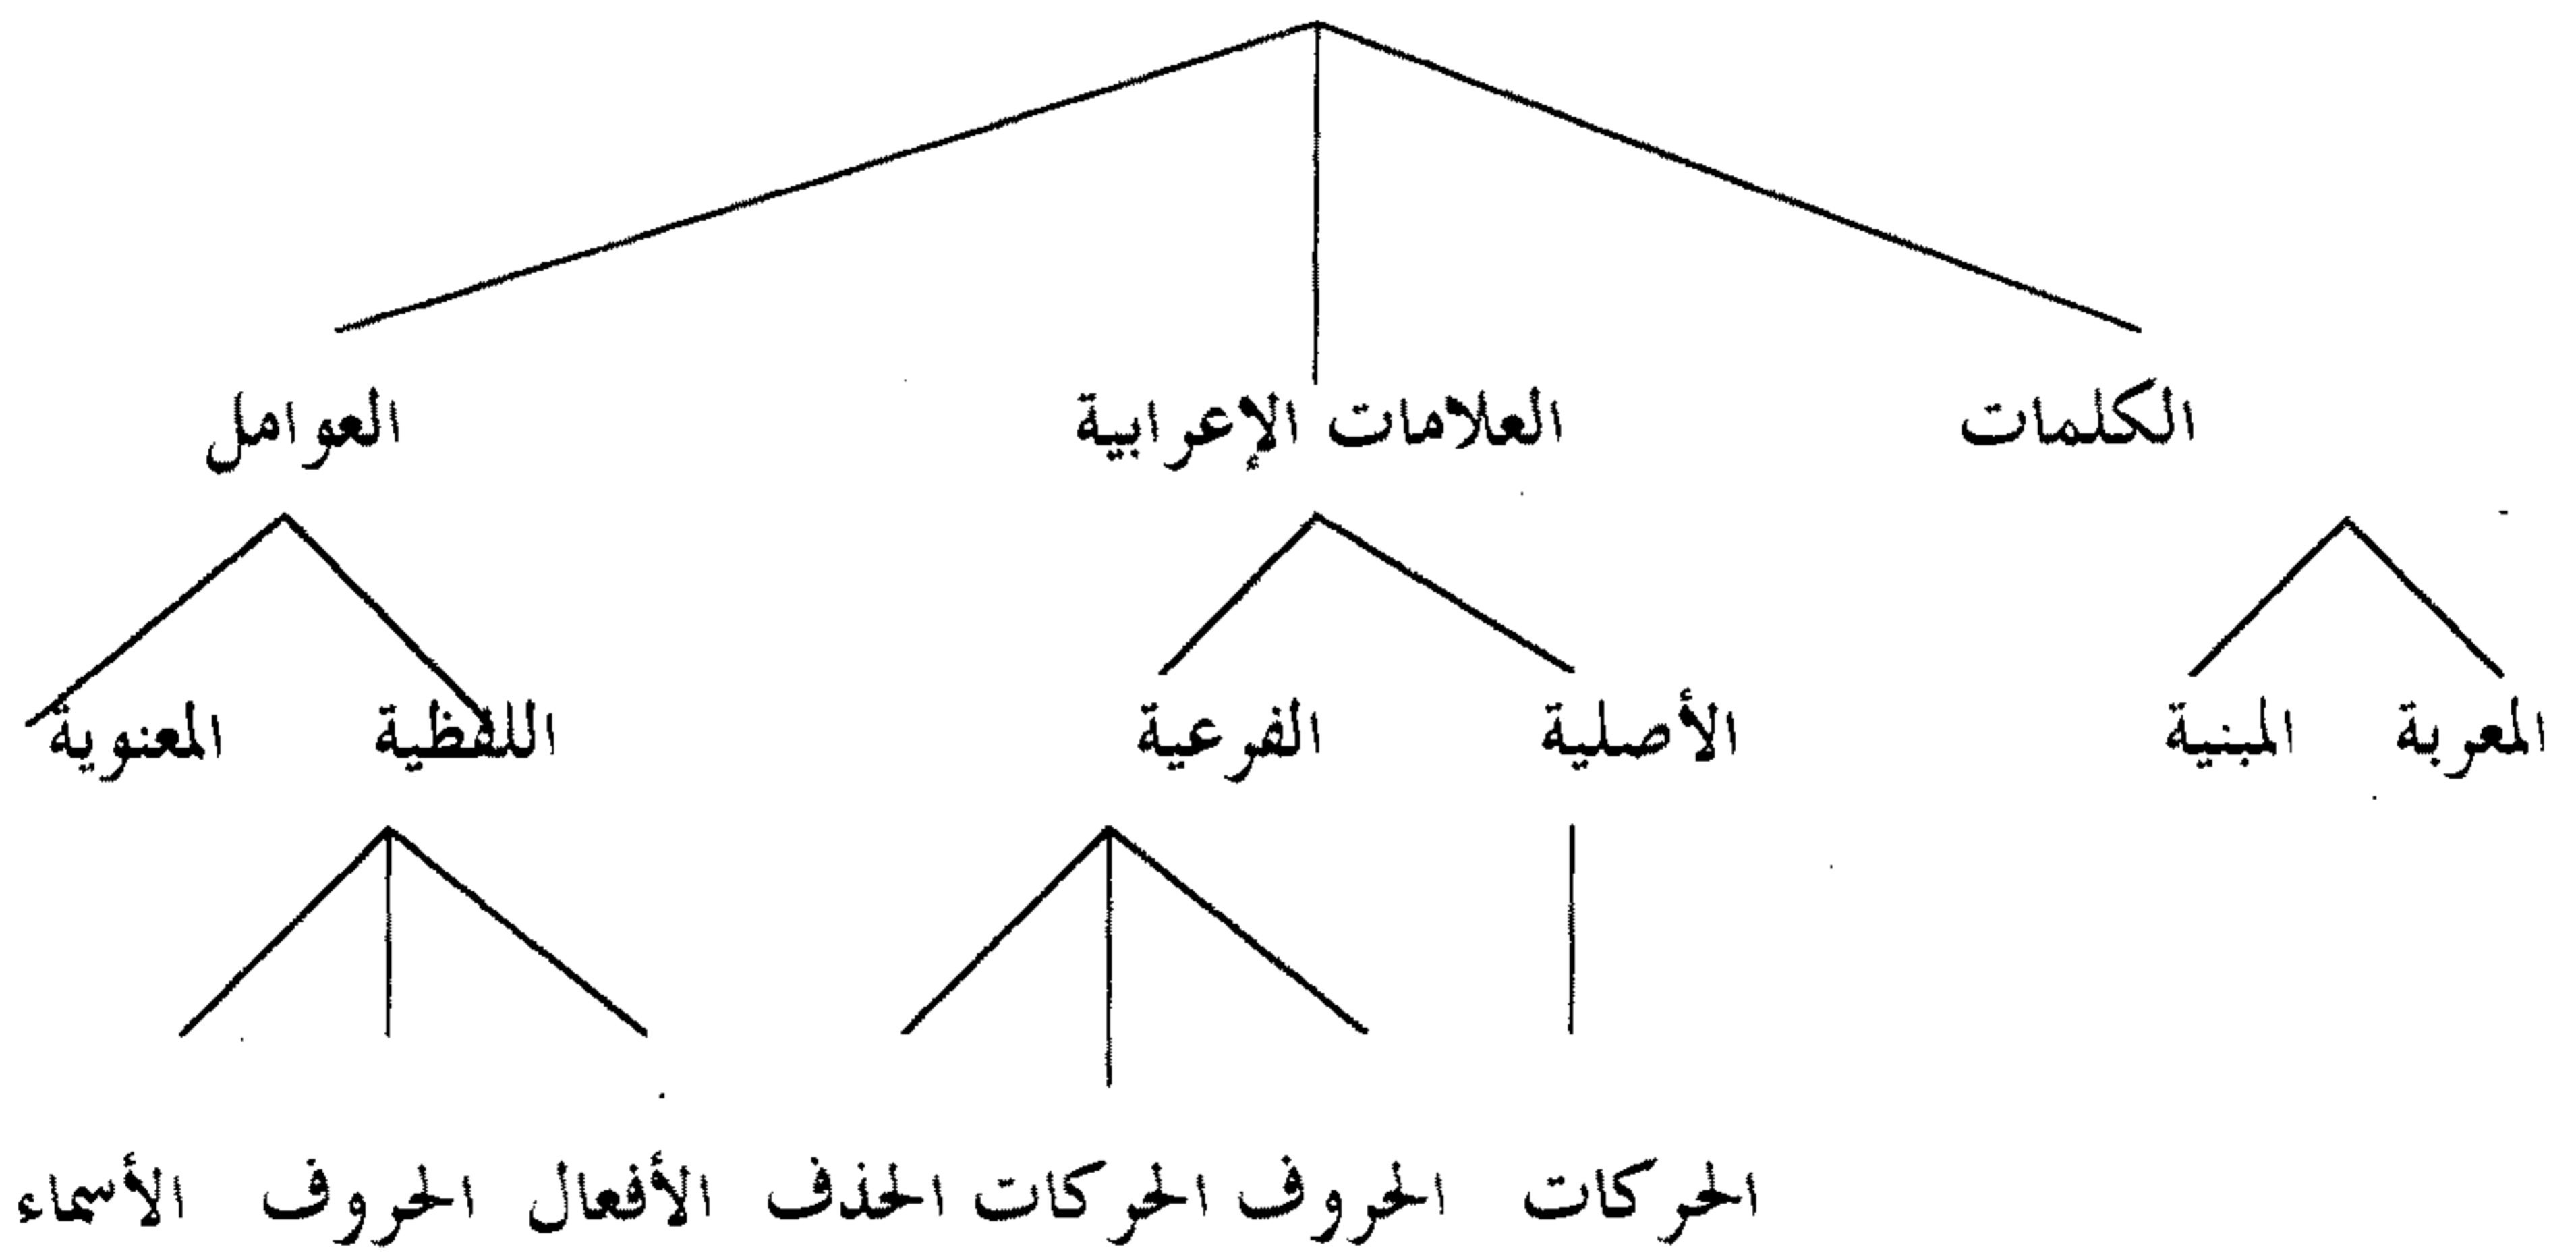 الكلمات العلامات الإعرابية العوامل
المعربة المبنية الأصلية الفرعية اللفظية المعنوية
الحركات الحروف الحركات الحذف الأفعال الحروف الأسماء